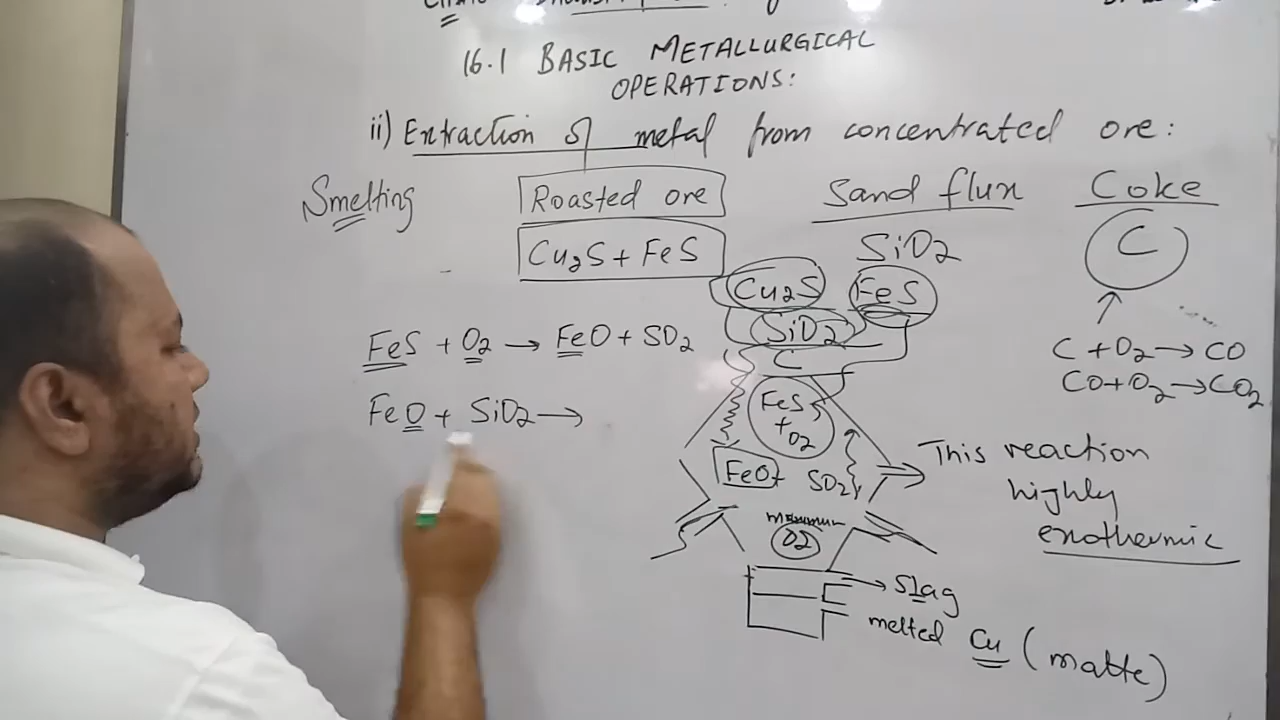 16.1 BASIC METALLURGICAL
OPERATIONS:
ii) Extraction of metal from concentrated ore:
Smelting
Roasted ore
Cu₂S + FeS
Sand flux
SiO₂
Coke
C
C + O₂ → CO
CO + O₂ → CO₂
FeS + O₂ → FeO + SO₂
FeO + SiO₂ →
Cu₂S FeS
SiO₂
C
FeS
+
O₂
FeO+ SO₂
O₂
This reaction
highly
exothermic
Slag
melted Cu (matte)